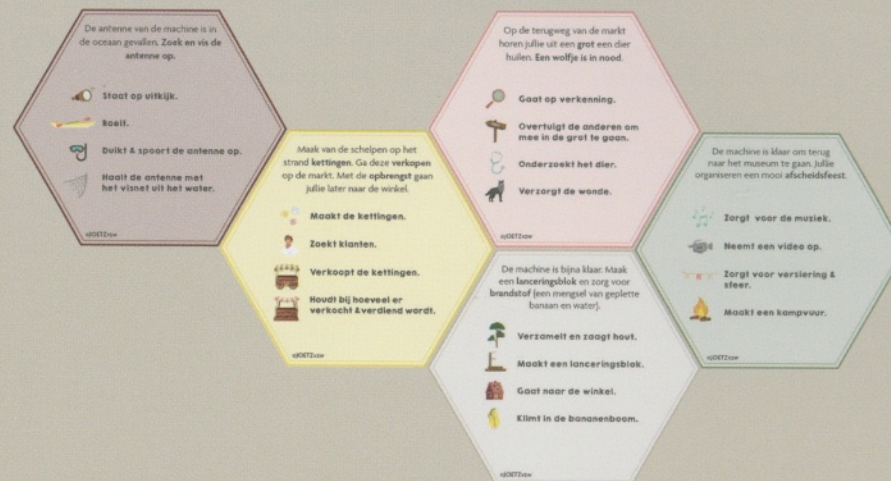 De antenne van de machine is in
de oceaan gevallen. Zoek en vis de
antenne op.
Staat op uitkijk.
Roeit.
Duikt & spoort de antenne op.
Haalt de antenne met
het visnet uit het water.
©JOETZvzw
Maak van de schelpen op het
strand kettingen. Ga deze verkopen
op de markt. Met de opbrengst gaan
jullie later naar de winkel.
Maakt de kettingen.
Zoekt klanten.
Verkoopt de kettingen.
Houdt bij hoeveel er
verkocht & verdiend wordt.
©JOETZvzw
Op de terugweg van de markt
horen jullie uit een grot een dier
huilen. Een wolfje is in nood.
Gaat op verkenning.
Overtuigt de anderen om
mee in de grot te gaan.
Onderzoekt het dier.
Verzorgt de wonde.
©JOETZvzw
De machine is bijna klaar. Maak
een lanceringsblok en zorg voor
brandstof (een mengsel van geplette
banaan en water).
Verzamelt en zaagt hout.
Maakt een lanceringsblok.
Gaat naar de winkel.
Klimt in de bananenboom.
©JOETZvzw
De machine is klaar om terug
naar het museum te gaan. Jullie
organiseren een mooi afscheidsfeest.
Zorgt voor de muziek.
Neemt een video op.
Zorgt voor versiering &
sfeer.
Maakt een kampvuur.
©JOETZvzw